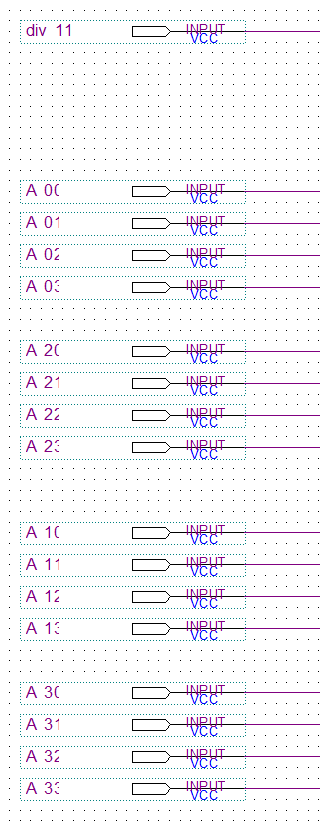 div 11 INPUT
VCC
A 00 INPUT
VCC
A 01 INPUT
VCC
A 02 INPUT
VCC
A 03 INPUT
VCC
A 20 INPUT
VCC
A 21 INPUT
VCC
A 22 INPUT
VCC
A 23 INPUT
VCC
A 10 INPUT
VCC
A 11 INPUT
VCC
A 12 INPUT
VCC
A 13 INPUT
VCC
A 30 INPUT
VCC
A 31 INPUT
VCC
A 32 INPUT
VCC
A 33 INPUT
VCC